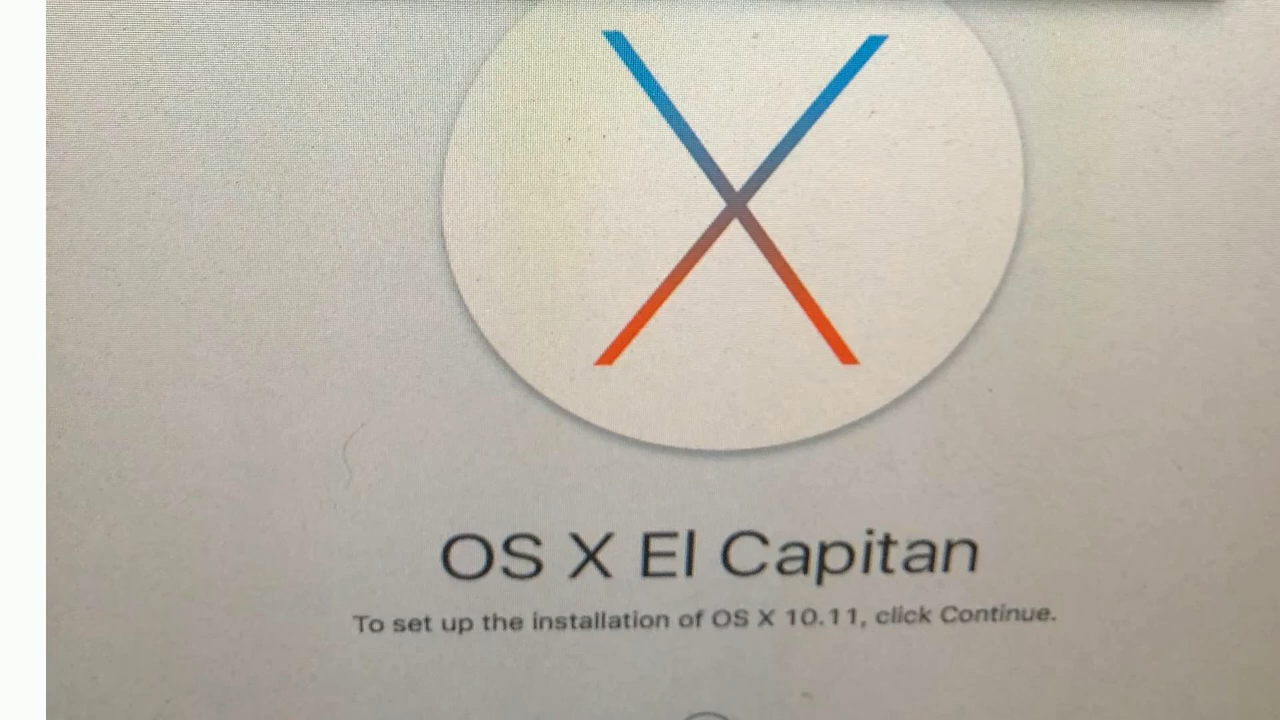 OS X El Capitan
To set up the installation of OS X 10.11, click Continue.